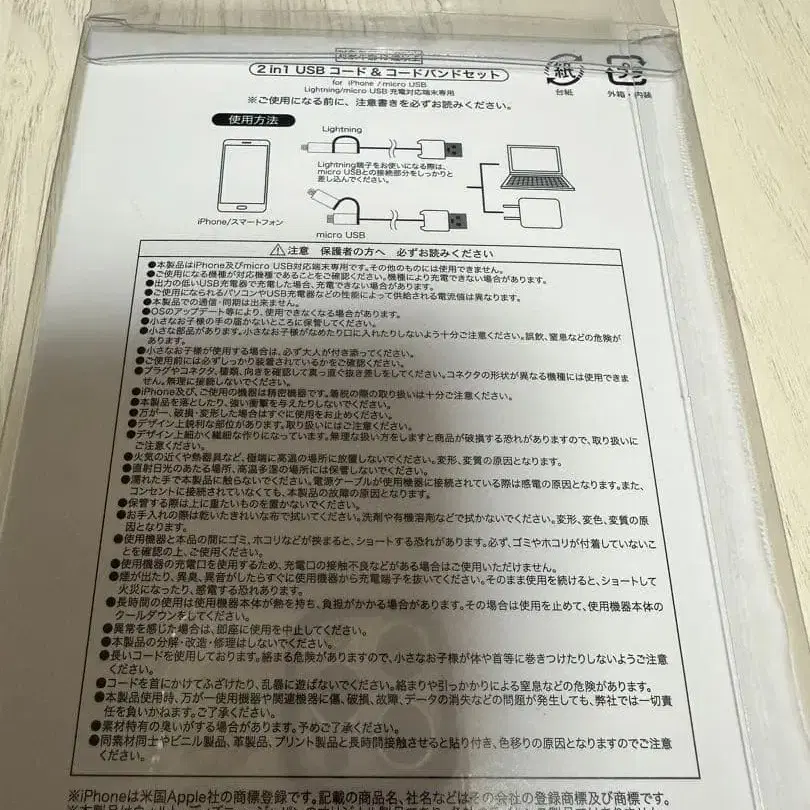 2in1 USB コード & コードバンドセット
for iPhone / micro USB
Lightning/micro USB 充電対応端末専用
※ご使用になる前に、注意書きを必ずお読みください。
紙
台紙
プラ
外箱・内装
使用方法
Lightning
Lightning端子をお使いになる際は、
micro USBとの接続部分をしっかりと
差し込んでください。
iPhone/スマートフォン
micro USB
⚠注意 保護者の方へ 必ずお読みください
●本製品はiPhone及びmicro USB対応端末専用です。その他のものには使用できません。
●ご使用になる機種が対応機種であることをご確認ください。機種により充電できない場合があります。
●出力の低いUSB充電器で充電した場合、充電できない場合があります。
●ご使用になられるパソコンやUSB充電器などの性能によって供給される電流値は異なります。
●本製品での通信・同期は出来ません。
●OSのアップデート等により、使用できなくなる場合があります。
●小さなお子様の手の届かないところに保管してください。
●小さな部品があります。小さなお子様がなめたり口に入れたりしないよう十分ご注意ください。誤飲、窒息などの危険が
あります。
●小さなお子様が使用する場合は、必ず大人が付き添ってください。
●ご使用前には必ずしっかり装着されているかをご確認ください。
●プラグやコネクタ、種類、向きを確認して真っ直ぐ抜き差しをしてください。コネクタの形状が異なる機種には使用できま
せん。無理に接続しないでください。
●iPhone及び、ご使用の機器は精密機器です。着脱の際の取り扱いは十分ご注意ください。
●本製品を落としたり、強い衝撃を与えたりしないでください。
●万が一、破損・変形した場合はすぐに使用をお止めください。
●デザイン上鋭利な部位があります。取り扱いにはご注意ください。
●デザイン上細かく繊細な作りになっています。無理な扱い方をしますと商品が破損する恐れがありますので、取り扱いに
ご注意ください。
●火気の近くや熱器具など、極端に高温の場所に放置しないでください。変形、変質の原因となります。
●直射日光のあたる場所、高温多湿の場所には保管しないでください。
●濡れた手で本製品に触らないでください。電源ケーブルが使用機器に接続されている際は感電の原因となります。また、
コンセントに接続されていなくても、本製品の故障の原因となります。
●保管する際は上に重たいものを置かないでください。
●お手入れの際は乾いたきれいな布で拭いてください。洗剤や有機溶剤などで拭かないでください。変形、変色、変質の原
因となります。
●使用機器と本品の間にゴミ、ホコリなどが挟まると、ショートする恐れがあります。必ず、ゴミやホコリが付着していないこ
とを確認の上、ご使用ください。
●使用機器の充電口を使用するため、充電口の接触不良などがある場合はご使用いただけません。
●煙が出たり、異臭、異音がしたらすぐに使用機器から充電端子を抜いてください。そのまま使用を続けると、ショートして
火災になったり、感電する恐れあります。
●長時間の使用は使用機器本体が熱を持ち、負担がかかる場合があります。その場合は使用を止めて、使用機器本体の
クールダウンをしてください。
●異常を感じた場合は、即座に使用を中止してください。
●本製品の分解・改造・修理はしないでください。
●長いコードを使用しております。絡まる危険がありますので、小さなお子様が体や首等に巻きつけたりしないようご注意
ください。
●コードを首にかけてふざけたり、乱暴に遊ばないでください。絡まりや引っかかりによる窒息などの危険があります。
●本製品使用時、万が一使用機器や関連機器に傷、破損、故障、データの消失などの問題が発生しても、弊社では一切責
任を負いかねます。ご了承ください。
●素材特有の臭いがする場合があります。予めご了承ください。
●同素材同士やビニル製品、革製品、プリント製品と長時間接触させると貼り付き、色移りの原因となりますのでご注意
ください。
※iPhoneは米国Apple社の商標登録です。記載の商品名、社名などはその会社の登録商標及び商標です。